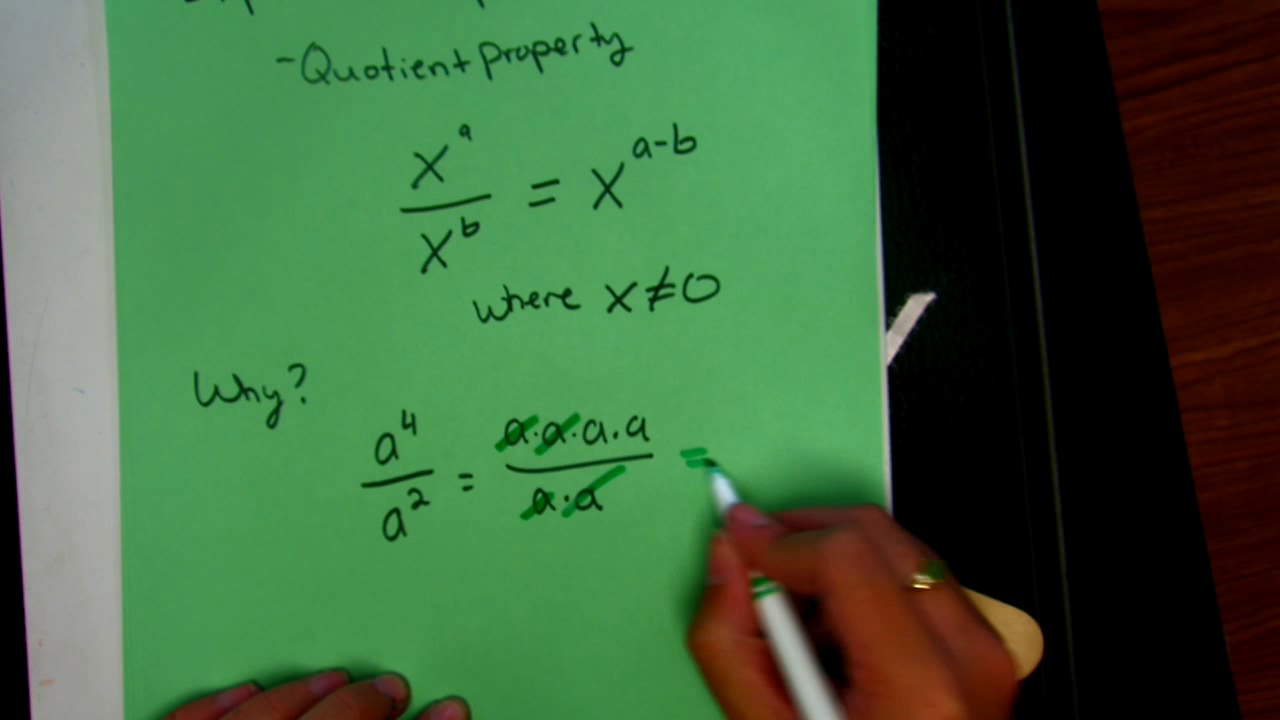 -Quotient Property
x^a / x^b = x^(a-b)
where x≠0
Why?
a^4 / a^2 = a·a·a·a / a·a =